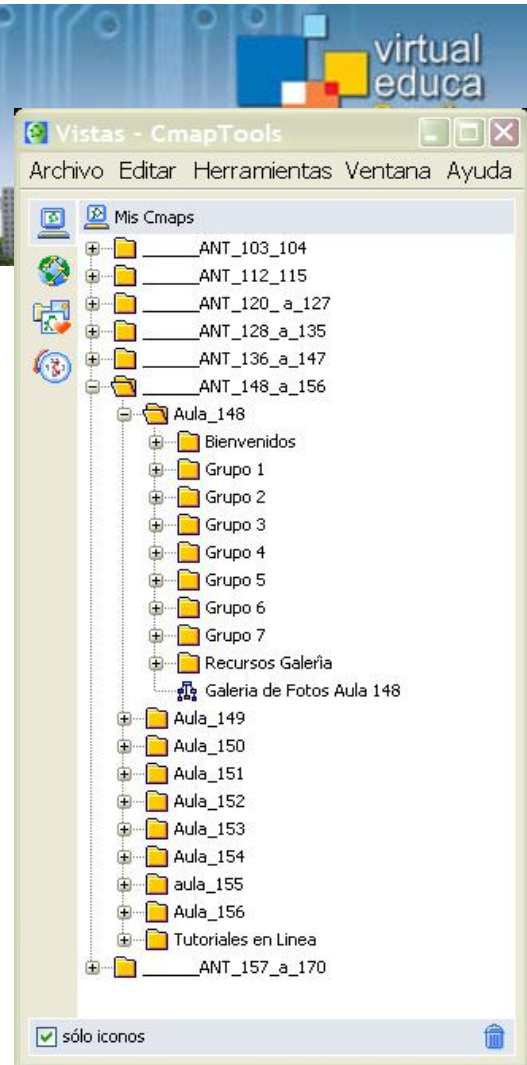 virtual
educa
Vistas - CmapTools
Archivo Editar Herramientas Ventana Ayuda
Mis Cmaps
______ANT_103_104
______ANT_112_115
______ANT_120_ a_127
______ANT_128_a_135
______ANT_136_a_147
______ANT_148_a_156
Aula_148
Bienvenidos
Grupo 1
Grupo 2
Grupo 3
Grupo 4
Grupo 5
Grupo 6
Grupo 7
Recursos Galerìa
Galeria de Fotos Aula 148
Aula_149
Aula_150
Aula_151
Aula_152
Aula_153
Aula_154
aula_155
Aula_156
Tutoriales en Linea
______ANT_157_a_170
sólo iconos